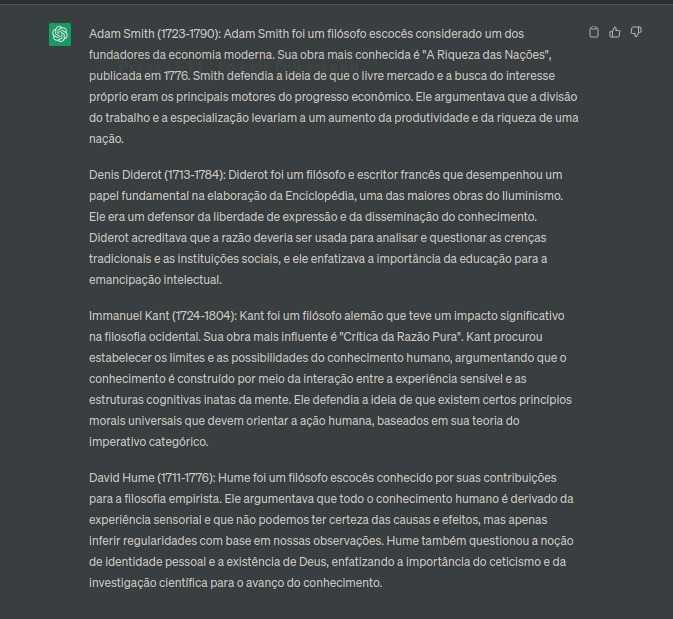 Adam Smith (1723-1790): Adam Smith foi um filósofo escocês considerado um dos
fundadores da economia moderna. Sua obra mais conhecida é "A Riqueza das Nações",
publicada em 1776. Smith defendia a ideia de que o livre mercado e a busca do interesse
próprio eram os principais motores do progresso econômico. Ele argumentava que a divisão
do trabalho e a especialização levariam a um aumento da produtividade e da riqueza de uma
nação.
Denis Diderot (1713-1784): Diderot foi um filósofo e escritor francês que desempenhou um
papel fundamental na elaboração da Enciclopédia, uma das maiores obras do Iluminismo.
Ele era um defensor da liberdade de expressão e da disseminação do conhecimento.
Diderot acreditava que a razão deveria ser usada para analisar e questionar as crenças
tradicionais e as instituições sociais, e ele enfatizava a importância da educação para a
emancipação intelectual.
Immanuel Kant (1724-1804): Kant foi um filósofo alemão que teve um impacto significativo
na filosofia ocidental. Sua obra mais influente é "Crítica da Razão Pura". Kant procurou
estabelecer os limites e as possibilidades do conhecimento humano, argumentando que o
conhecimento é construído por meio da interação entre a experiência sensível e as
estruturas cognitivas inatas da mente. Ele defendia a ideia de que existem certos princípios
morais universais que devem orientar a ação humana, baseados em sua teoria do
imperativo categórico.
David Hume (1711-1776): Hume foi um filósofo escocês conhecido por suas contribuições
para a filosofia empirista. Ele argumentava que todo o conhecimento humano é derivado da
experiência sensorial e que não podemos ter certeza das causas e efeitos, mas apenas
inferir regularidades com base em nossas observações. Hume também questionou a noção
de identidade pessoal e a existência de Deus, enfatizando a importância do ceticismo e da
investigação científica para o avanço do conhecimento.